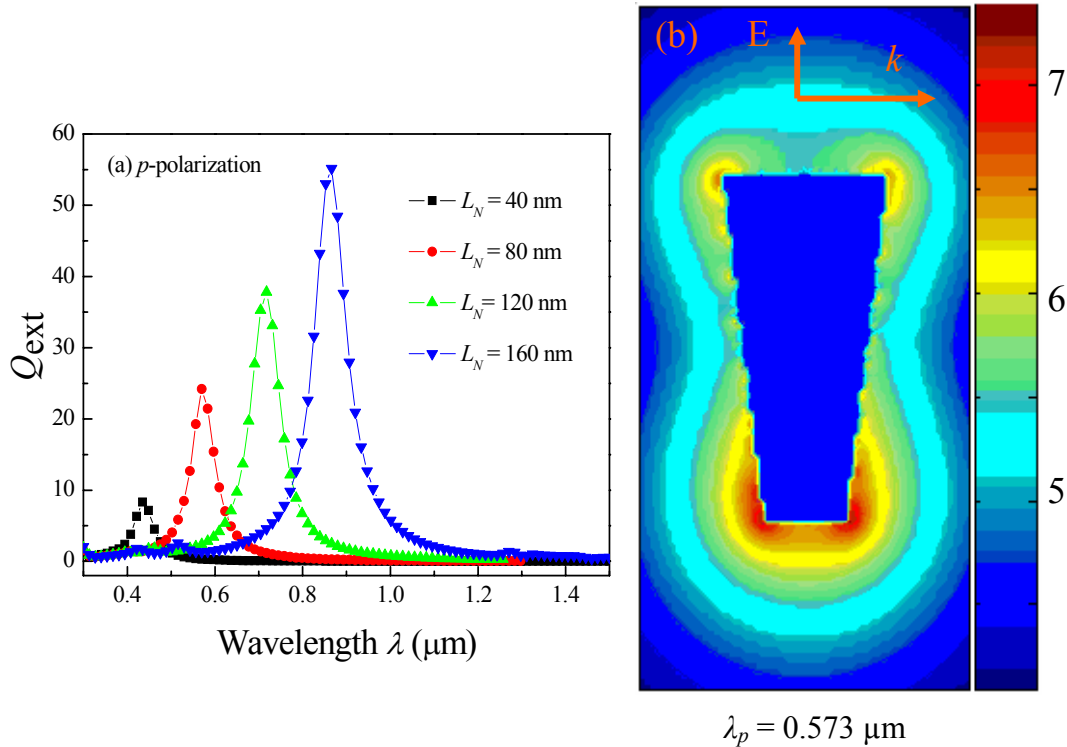 (a) p-polarization
L_N = 40 nm
L_N = 80 nm
L_N = 120 nm
L_N = 160 nm
60
50
40
30
20
10
0
Q_ext
0.4 0.6 0.8 1.0 1.2 1.4
Wavelength λ (μm)
(b)
E
k
7
6
5
λ_p = 0.573 μm